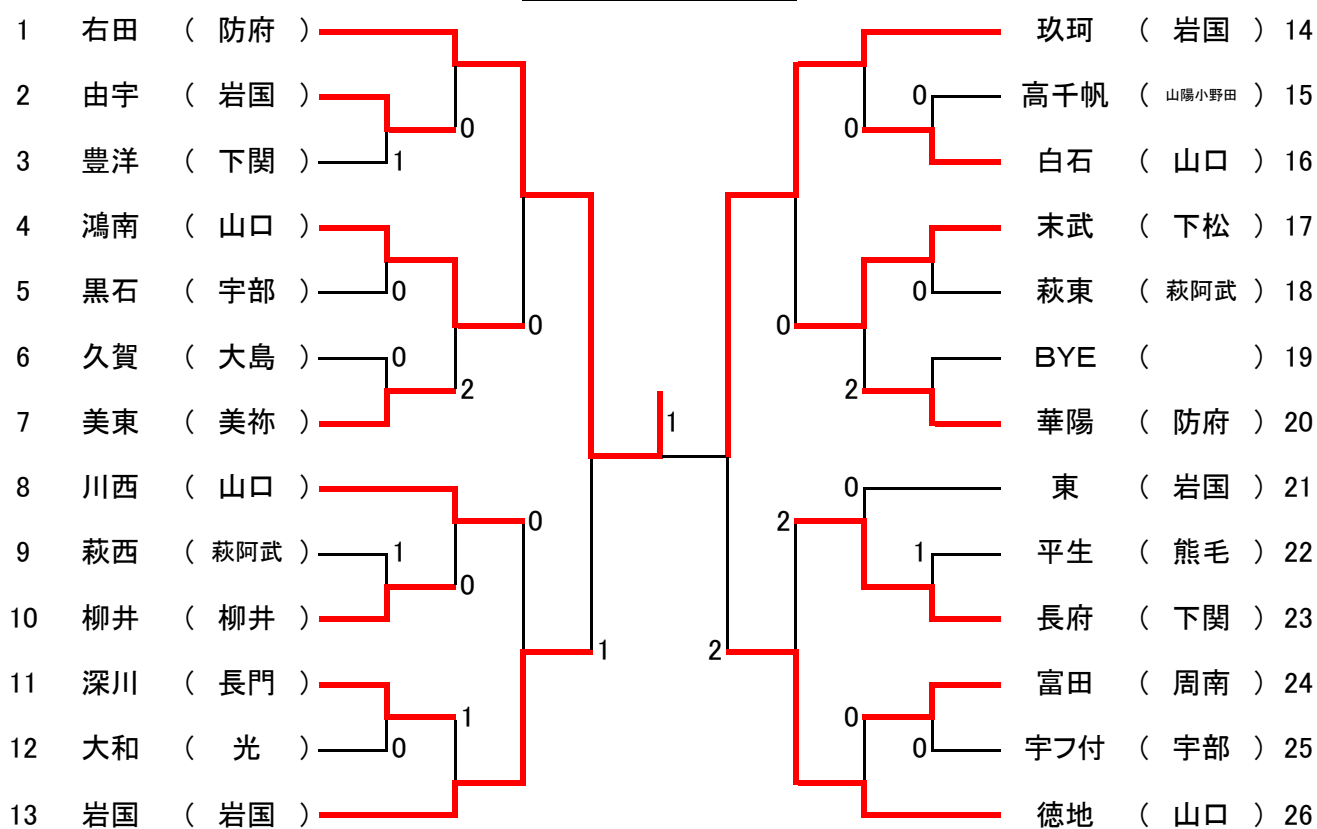 1 右田 ( 防府 )
2 由宇 ( 岩国 )
0
3 豊洋 ( 下関 ) 1
4 鴻南 ( 山口 )
5 黒石 ( 宇部 ) 0
0
6 久賀 ( 大島 ) 0
2
7 美東 ( 美祢 )
8 川西 ( 山口 )
0
9 萩西 ( 萩阿武 ) 1
0
10 柳井 ( 柳井 )
1
11 深川 ( 長門 )
1
12 大和 ( 光 ) 0
13 岩国 ( 岩国 )
1
玖珂 ( 岩国 ) 14
0 高千帆 ( 山陽小野田 ) 15
0
白石 ( 山口 ) 16
末武 ( 下松 ) 17
0 萩東 ( 萩阿武 ) 18
0
BYE ( ) 19
2
華陽 ( 防府 ) 20
0 東 ( 岩国 ) 21
2
1 平生 ( 熊毛 ) 22
長府 ( 下関 ) 23
2
富田 ( 周南 ) 24
0
0 宇フ付 ( 宇部 ) 25
徳地 ( 山口 ) 26